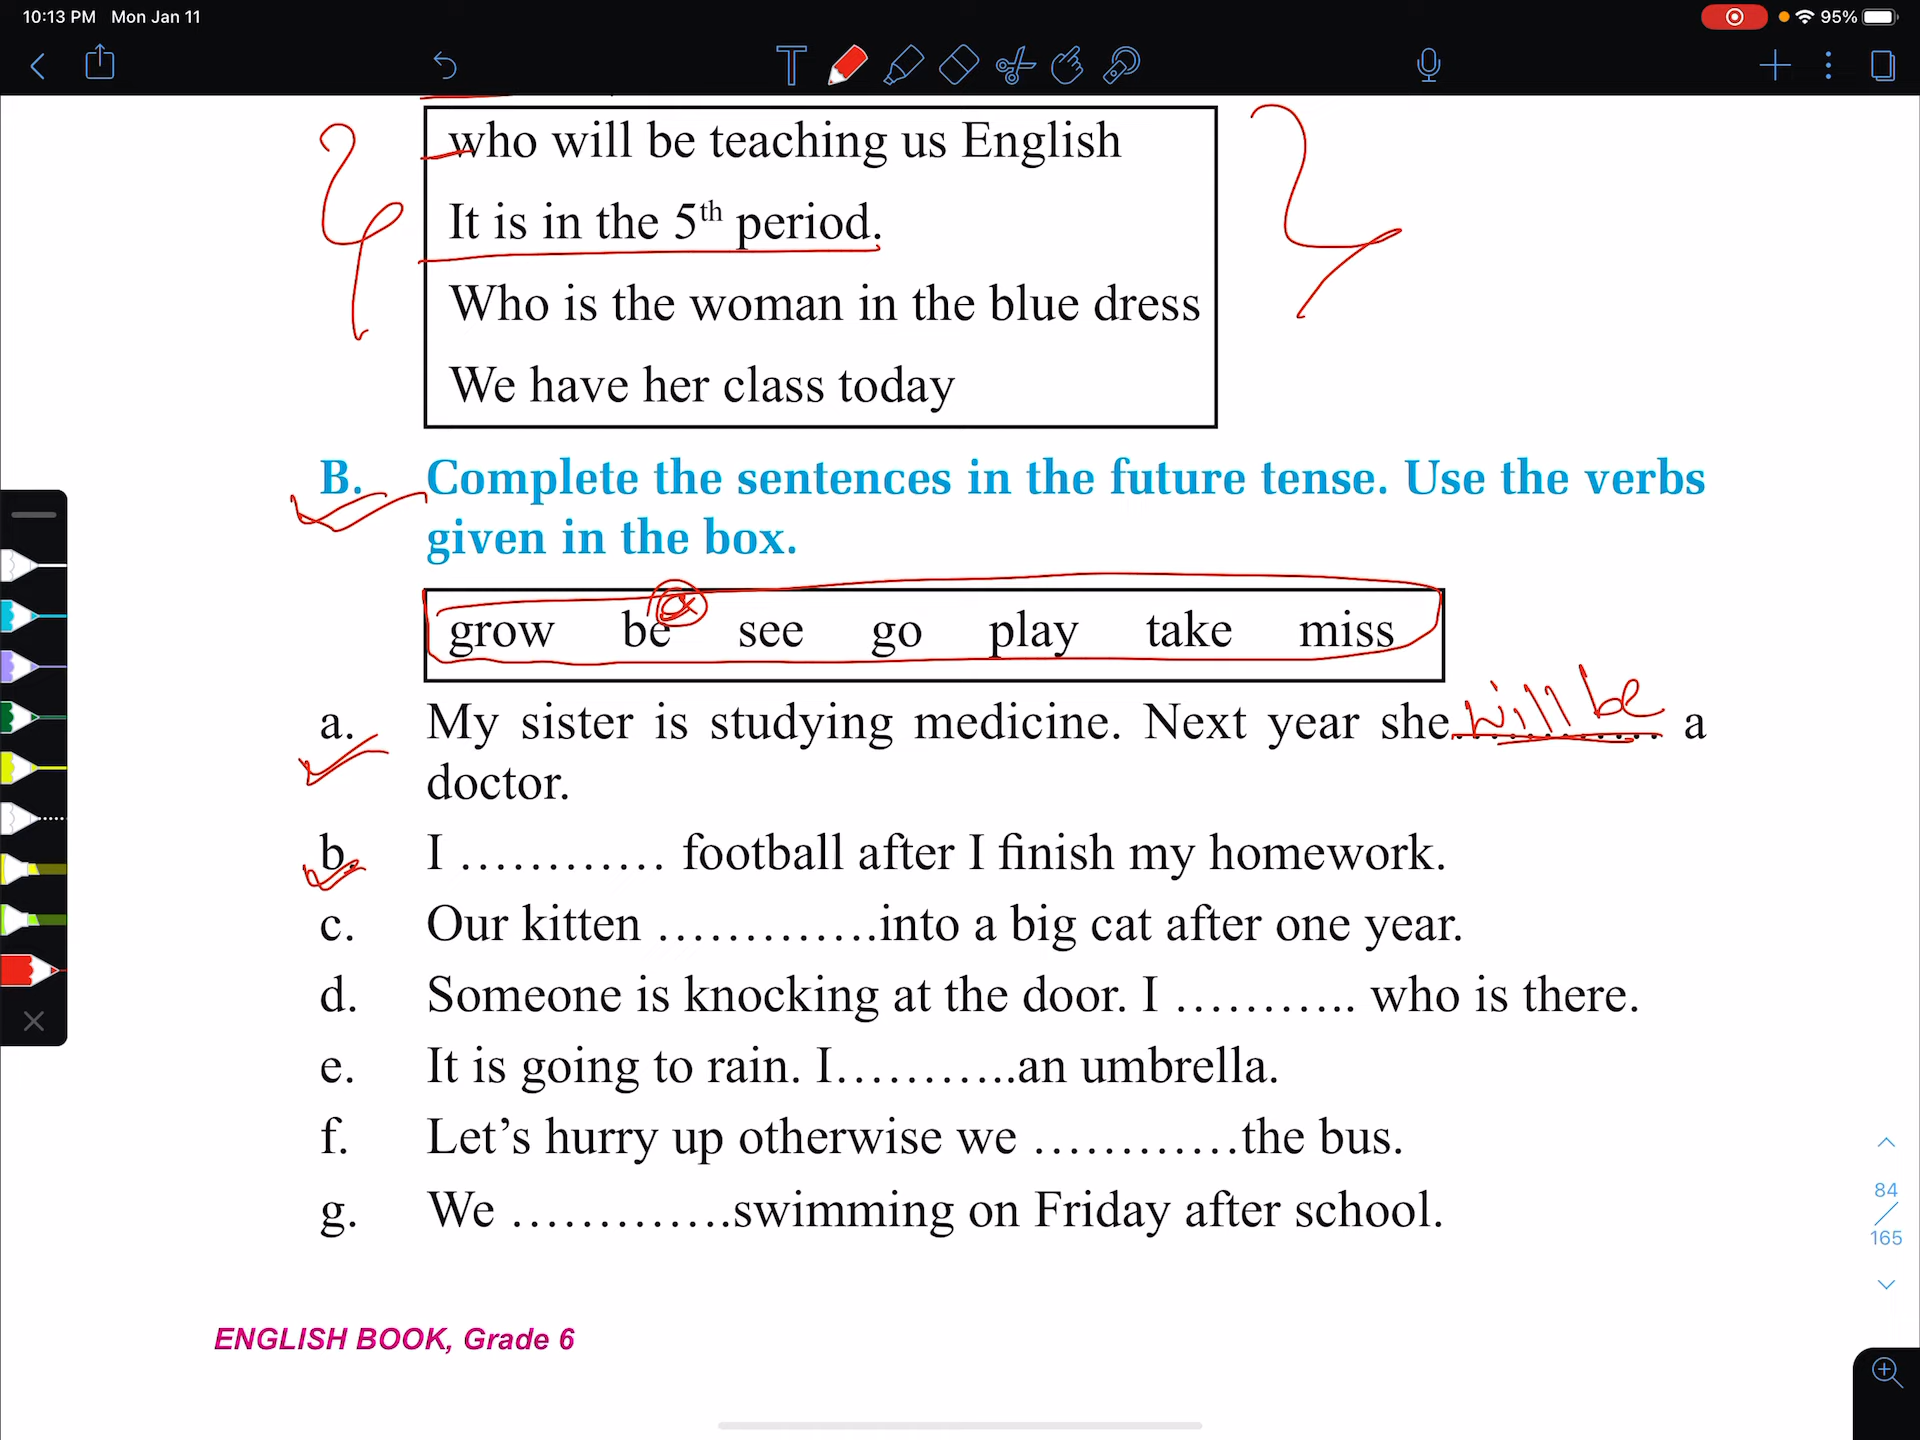 10:13 PM Mon Jan 11 95%
who will be teaching us English
It is in the 5th period.
Who is the woman in the blue dress
We have her class today
B. Complete the sentences in the future tense. Use the verbs
given in the box.
grow be see go play take miss
a. My sister is studying medicine. Next year she will be a
doctor.
b. I ............ football after I finish my homework.
c. Our kitten .............into a big cat after one year.
d. Someone is knocking at the door. I ........... who is there.
e. It is going to rain. I...........an umbrella.
f. Let's hurry up otherwise we ............the bus.
g. We .............swimming on Friday after school.
84
/
165
ENGLISH BOOK, Grade 6